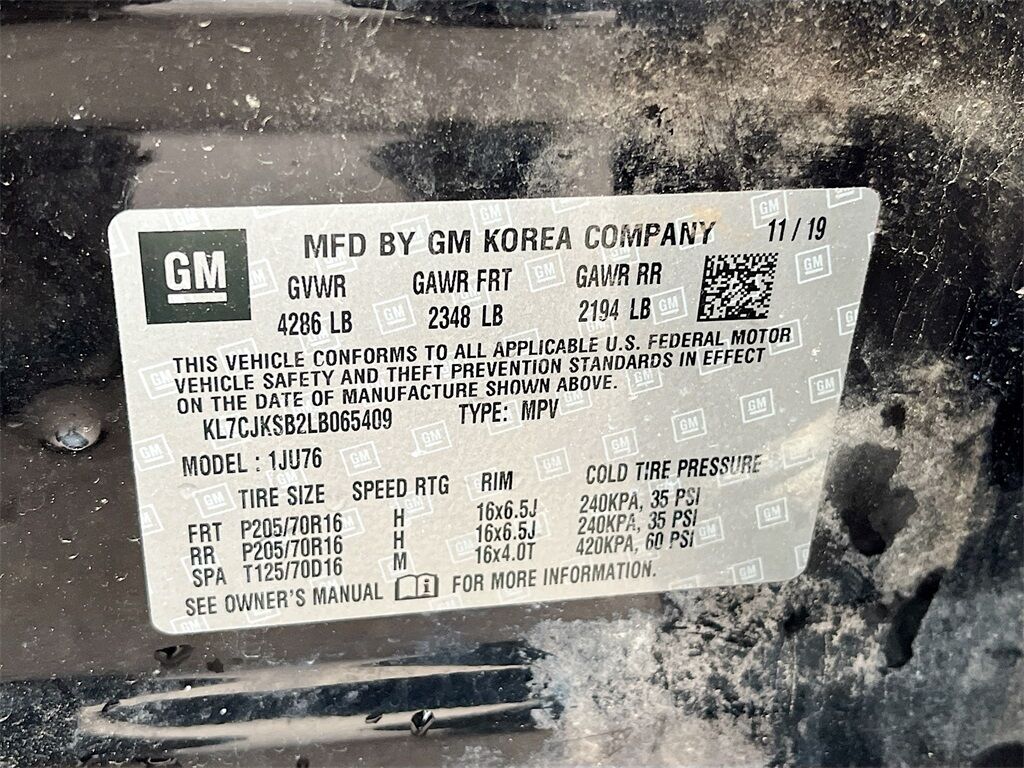 GM
MFD BY GM KOREA COMPANY 11 / 19
GVWR GAWR FRT GAWR RR
4286 LB 2348 LB 2194 LB
THIS VEHICLE CONFORMS TO ALL APPLICABLE U.S. FEDERAL MOTOR
VEHICLE SAFETY AND THEFT PREVENTION STANDARDS IN EFFECT
ON THE DATE OF MANUFACTURE SHOWN ABOVE.
KL7CJKSB2LB065409 TYPE: MPV
MODEL : 1JU76
TIRE SIZE SPEED RTG RIM COLD TIRE PRESSURE
FRT P205/70R16 H 16x6.5J 240KPA, 35 PSI
RR P205/70R16 H 16x6.5J 240KPA, 35 PSI
SPA T125/70D16 M 16x4.0T 420KPA, 60 PSI
SEE OWNER'S MANUAL FOR MORE INFORMATION.